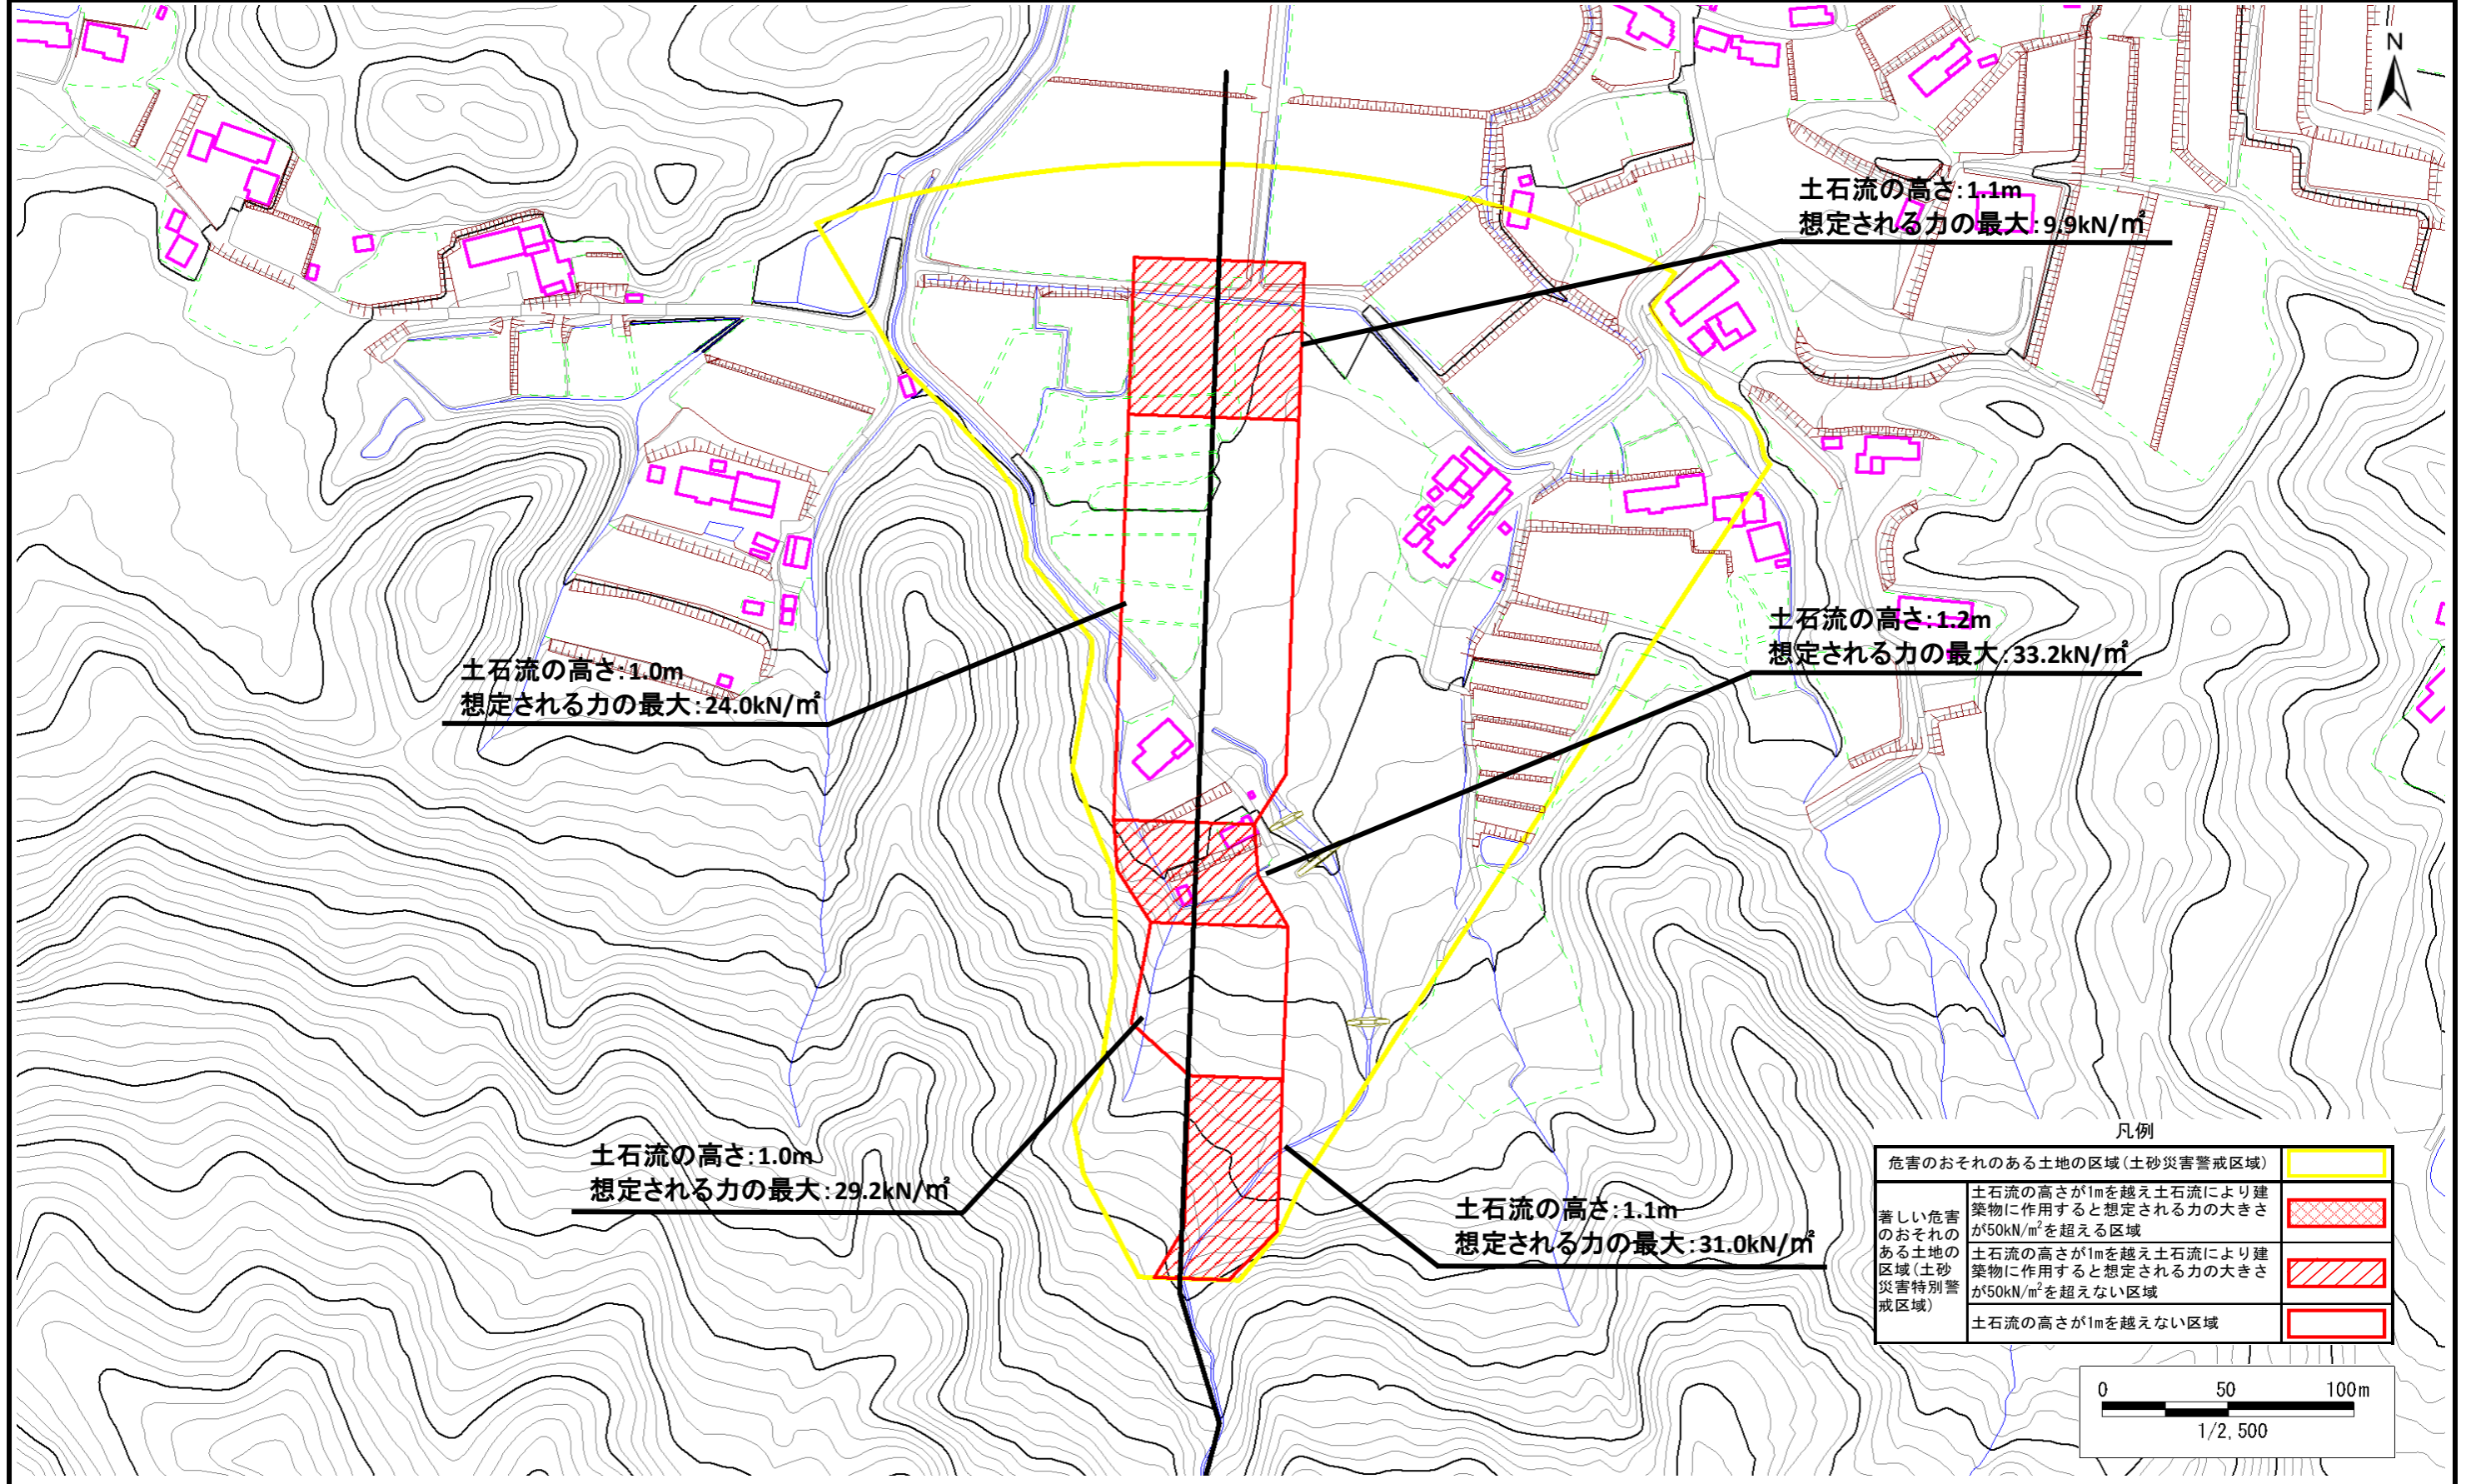 N
土石流の高さ:1.1m
想定される力の最大:9.9kN/㎡
土石流の高さ:1.2m
想定される力の最大:33.2kN/㎡
土石流の高さ:1.0m
想定される力の最大:24.0kN/㎡
土石流の高さ:1.0m
想定される力の最大:29.2kN/㎡
土石流の高さ:1.1m
想定される力の最大:31.0kN/㎡
凡例
危害のおそれのある土地の区域(土砂災害警戒区域)
著しい危害
のおそれの
ある土地の
区域(土砂
災害特別警
戒区域)
土石流の高さが1mを越え土石流により建
築物に作用すると想定される力の大きさ
が50kN/m²を超える区域
土石流の高さが1mを越え土石流により建
築物に作用すると想定される力の大きさ
が50kN/m²を超えない区域
土石流の高さが1mを越えない区域
0 50 100m
1/2,500